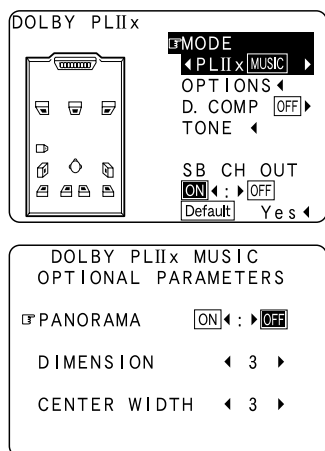 DOLBY PLIIx
☞MODE
◀PLIIx MUSIC ▶
OPTIONS◀
D. COMP OFF▶
TONE ◀
SB CH OUT
ON◀:▶OFF
Default Yes◀
DOLBY PLIIx MUSIC
OPTIONAL PARAMETERS
☞PANORAMA ON◀:▶OFF
DIMENSION ◀ 3 ▶
CENTER WIDTH ◀ 3 ▶